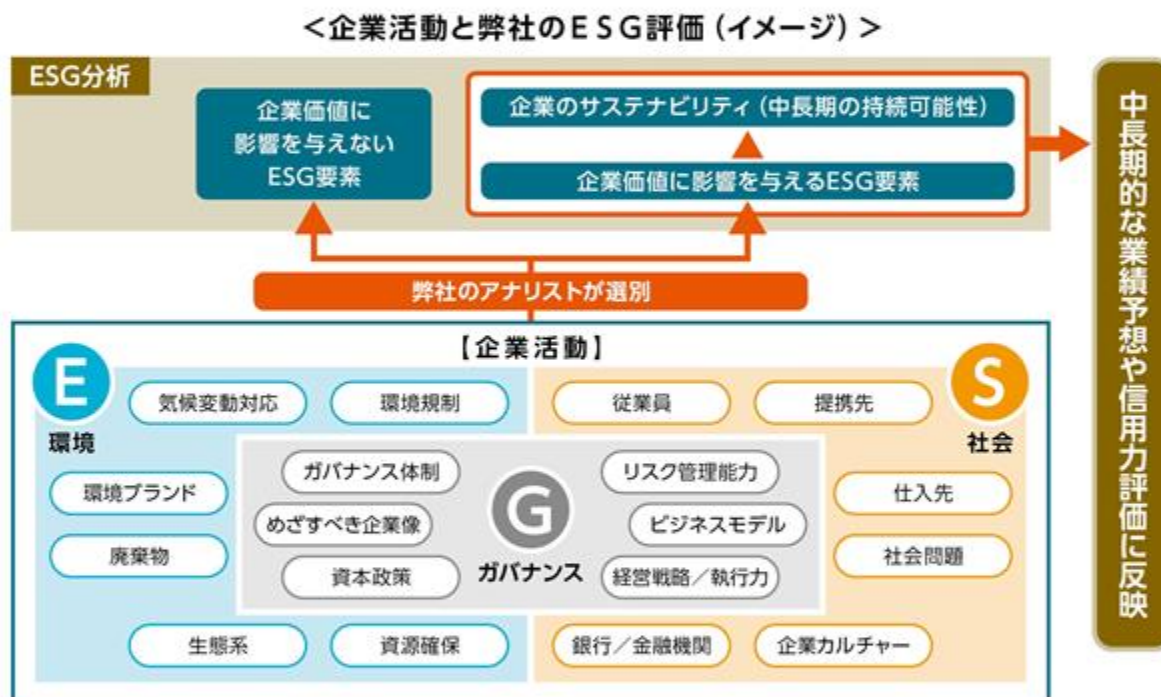 ＜企業活動と弊社のＥＳＧ評価（イメージ）＞
ESG分析
企業価値に
影響を与えない
ESG要素
企業のサステナビリティ（中長期の持続可能性）
企業価値に影響を与えるESG要素
弊社のアナリストが選別
中長期的な業績予想や信用力評価に反映
【企業活動】
E
環境
S
社会
気候変動対応
環境規制
従業員
提携先
環境ブランド
廃棄物
ガバナンス体制
めざすべき企業像
資本政策
G
ガバナンス
リスク管理能力
ビジネスモデル
経営戦略／執行力
仕入先
社会問題
生態系
資源確保
銀行／金融機関
企業カルチャー